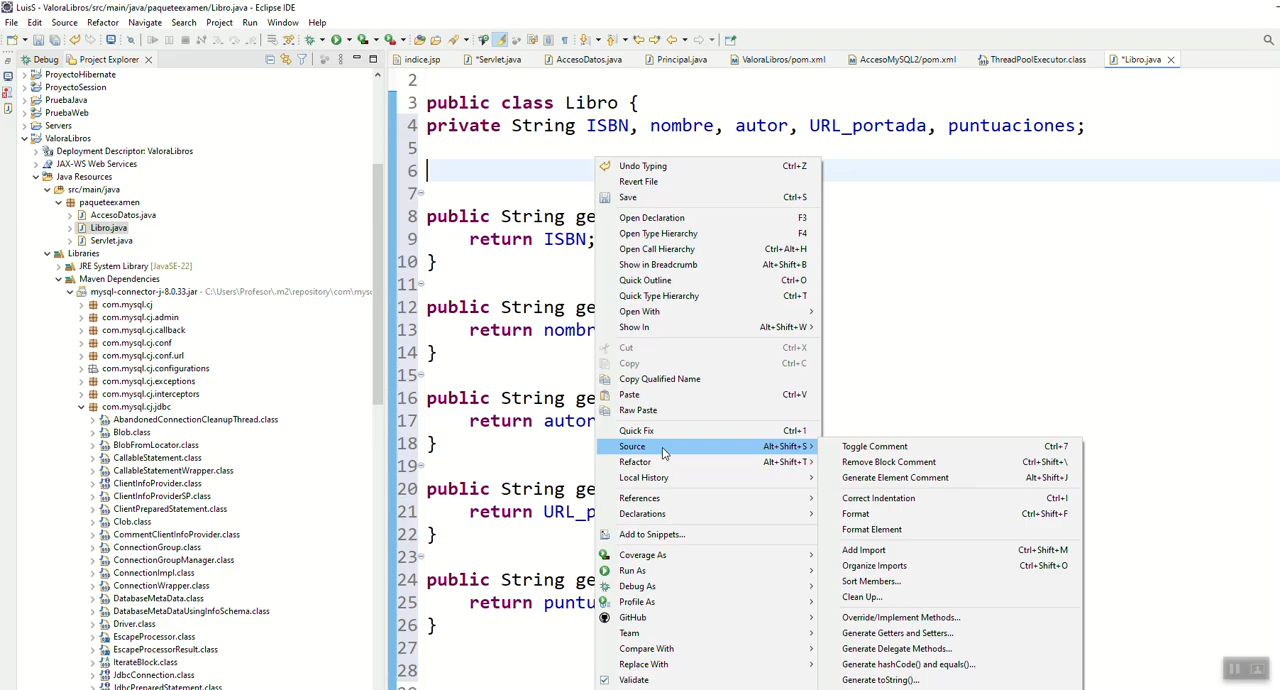 LuisS - ValoraLibros/src/main/java/paqueteexamen/Libro.java - Eclipse IDE
File Edit Source Refactor Navigate Search Project Run Window Help
Debug Project Explorer
ProyectoHibernate
ProyectoSession
PruebaJava
PruebaWeb
Servers
ValoraLibros
Deployment Descriptor: ValoraLibros
JAX-WS Web Services
Java Resources
src/main/java
paqueteexamen
AccesoDatos.java
Libro.java
Servlet.java
Libraries
JRE System Library [JavaSE-22]
Maven Dependencies
mysql-connector-j-8.0.33.jar - C:\Users\Profesor\.m2\repository\com\mysc
com.mysql.cj
com.mysql.cj.admin
com.mysql.cj.callback
com.mysql.cj.conf
com.mysql.cj.conf.url
com.mysql.cj.configurations
com.mysql.cj.exceptions
com.mysql.cj.interceptors
com.mysql.cj.jdbc
AbandonedConnectionCleanupThread.class
Blob.class
BlobFromLocator.class
CallableStatement.class
CallableStatementWrapper.class
ClientInfoProvider.class
ClientInfoProviderSP.class
ClientPreparedStatement.class
Clob.class
CommentClientInfoProvider.class
ConnectionGroup.class
ConnectionGroupManager.class
ConnectionImpl.class
ConnectionWrapper.class
DatabaseMetaData.class
DatabaseMetaDataUsingInfoSchema.class
Driver.class
EscapeProcessor.class
EscapeProcessorResult.class
IterateBlock.class
JdbcConnection.class
JdbcPreparedStatement.class
indice.jsp *Servlet.java AccesoDatos.java Principal.java ValoraLibros/pom.xml AccesoMySQL2/pom.xml ThreadPoolExecutor.class *Libro.java
2
3 public class Libro {
4 private String ISBN, nombre, autor, URL_portada, puntuaciones;
5
6
7
8 public String ge
9 return ISBN;
10 }
11
12 public String ge
13 return nombr
14 }
15
16 public String ge
17 return autor
18 }
19
20 public String ge
21 return URL_p
22 }
23
24 public String ge
25 return puntu
26 }
27
28
Undo Typing Ctrl+Z
Revert File
Save Ctrl+S
Open Declaration F3
Open Type Hierarchy F4
Open Call Hierarchy Ctrl+Alt+H
Show in Breadcrumb Alt+Shift+B
Quick Outline Ctrl+O
Quick Type Hierarchy Ctrl+T
Open With
Show In Alt+Shift+W
Cut Ctrl+X
Copy Ctrl+C
Copy Qualified Name
Paste Ctrl+V
Raw Paste
Quick Fix Ctrl+1
Source Alt+Shift+S
Refactor Alt+Shift+T
Local History
References
Declarations
Add to Snippets...
Coverage As
Run As
Debug As
Profile As
GitHub
Team
Compare With
Replace With
Validate
Toggle Comment Ctrl+7
Remove Block Comment Ctrl+Shift+\
Generate Element Comment Alt+Shift+J
Correct Indentation Ctrl+I
Format Ctrl+Shift+F
Format Element
Add Import Ctrl+Shift+M
Organize Imports Ctrl+Shift+O
Sort Members...
Clean Up...
Override/Implement Methods...
Generate Getters and Setters...
Generate Delegate Methods...
Generate hashCode() and equals()...
Generate toString()...